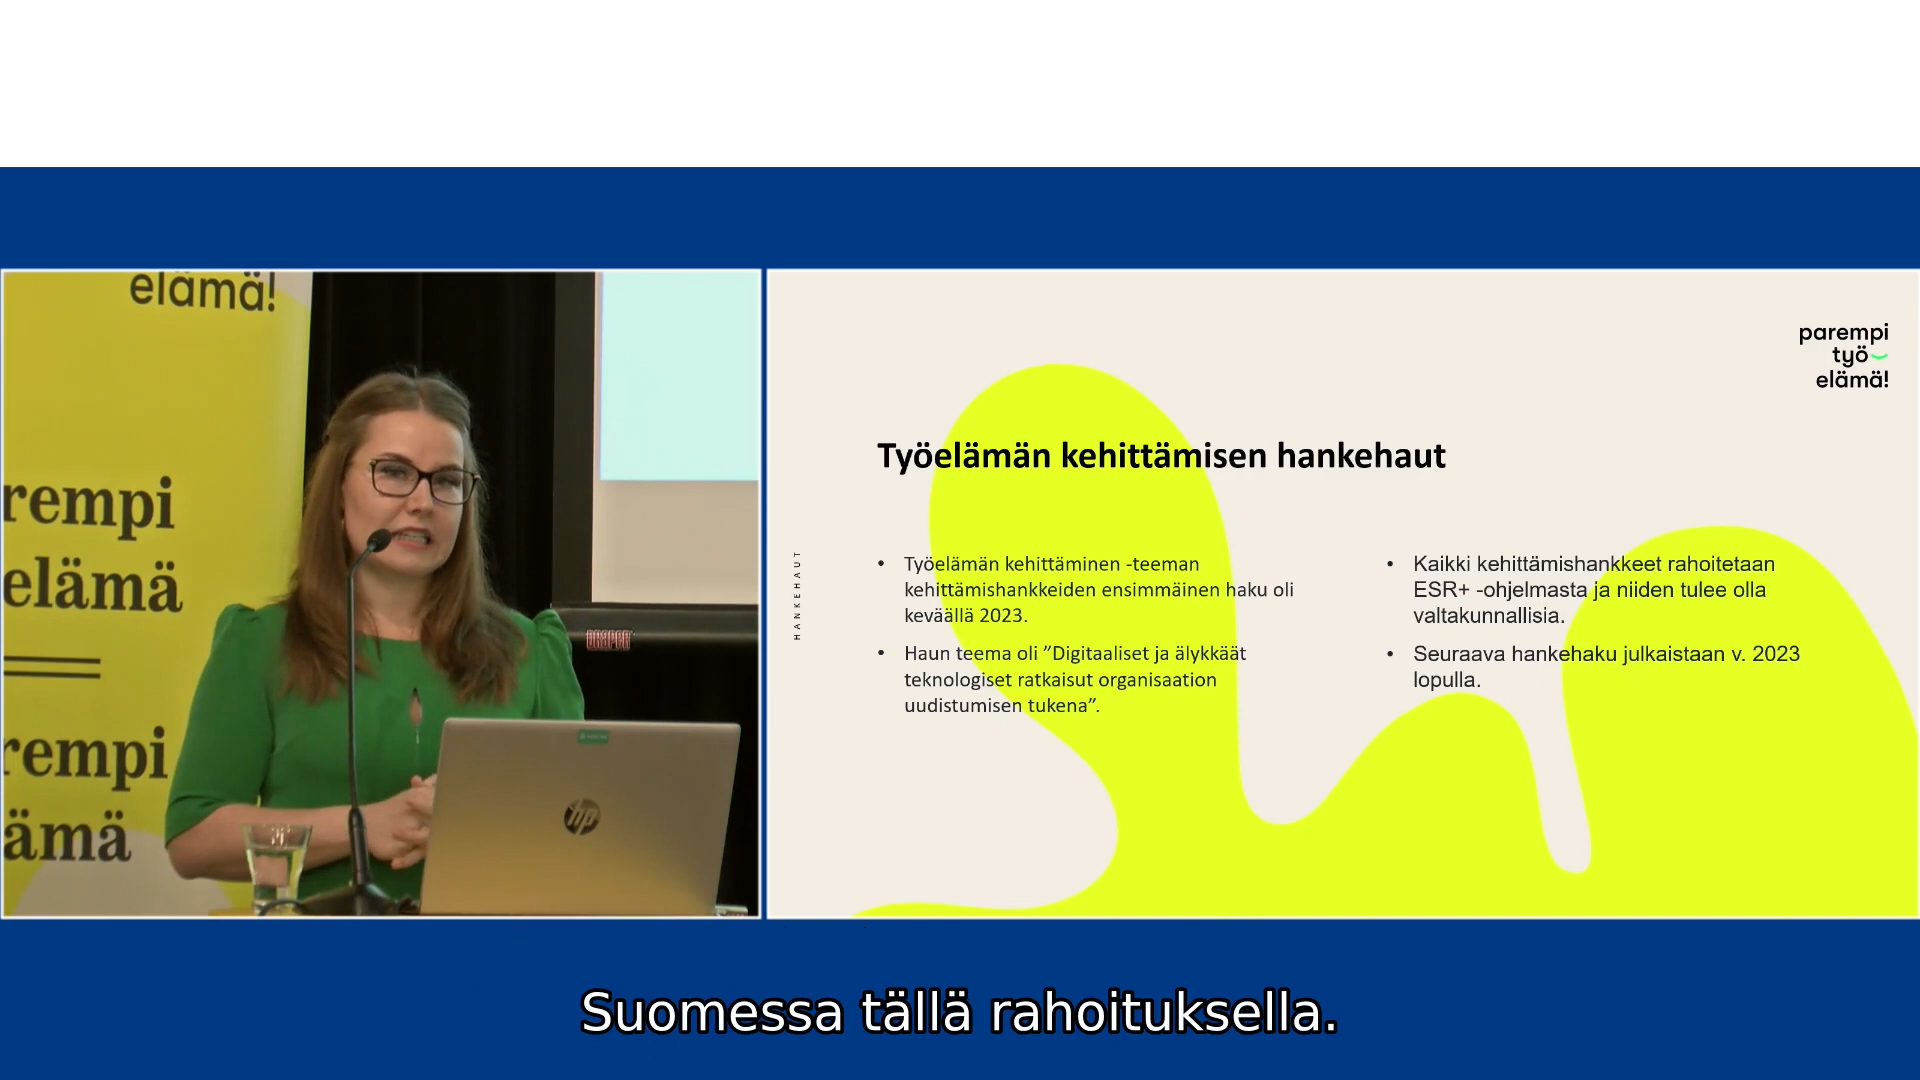 elämä!
rempi
elämä
rempi
ämä
DRAPER
hp
parempi
työ
elämä!
Työelämän kehittämisen hankehaut
HANKEHAUT
• Työelämän kehittäminen -teeman
kehittämishankkeiden ensimmäinen haku oli
keväällä 2023.
• Haun teema oli ”Digitaaliset ja älykkäät
teknologiset ratkaisut organisaation
uudistumisen tukena”.
• Kaikki kehittämishankkeet rahoitetaan
ESR+ -ohjelmasta ja niiden tulee olla
valtakunnallisia.
• Seuraava hankehaku julkaistaan v. 2023
lopulla.
Suomessa tällä rahoituksella.